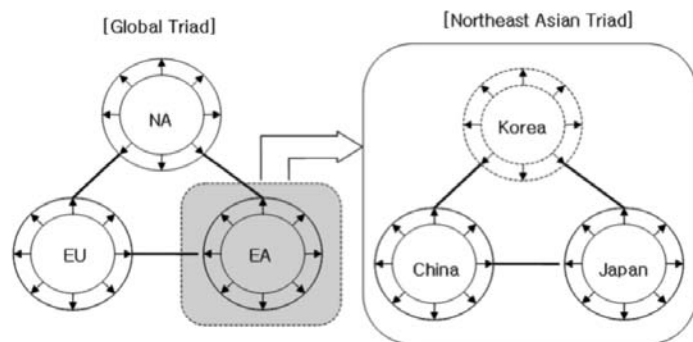 [Global Triad]
[Northeast Asian Triad]
NA
EU
EA
Korea
China
Japan